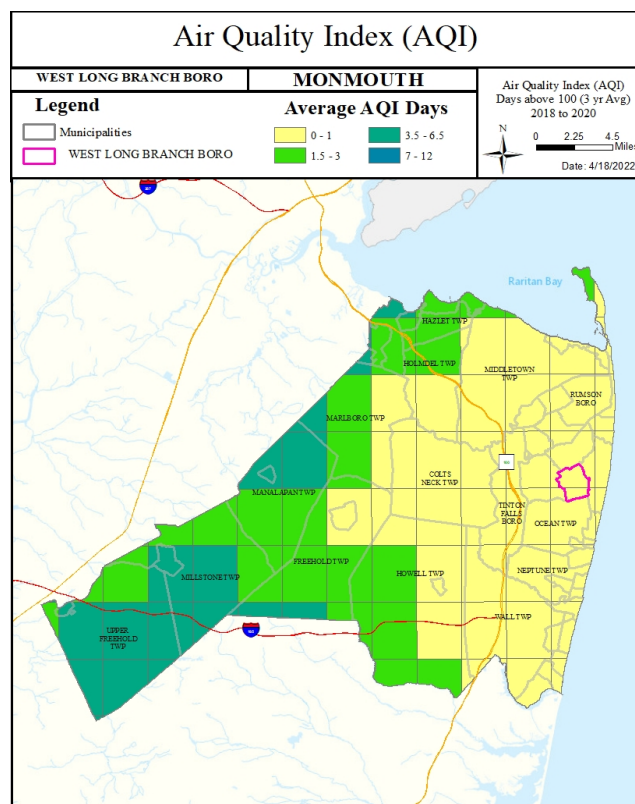 Air Quality Index (AQI)
WEST LONG BRANCH BORO
MONMOUTH
Legend
Municipalities
WEST LONG BRANCH BORO
Average AQI Days
0 - 1
3.5 - 6.5
1.5 - 3
7 - 12
Air Quality Index (AQI)
Days above 100 (3 yr Avg)
2018 to 2020
N
0 2.25 4.5
Miles
Date: 4/18/2022
Raritan Bay
HAZLET TWP
HOLMDEL TWP
MIDDLETOWN
TWP
RUMSON
BORO
MARLBORO TWP
COLTS
NECK TWP
MANALAPAN TWP
TINTON
FALLS
BORO
OCEAN TWP
FREEHOLD TWP
MILLSTONE TWP
HOWELL TWP
NEPTUNE TWP
WALL TWP
UPPER
FREEHOLD
TWP